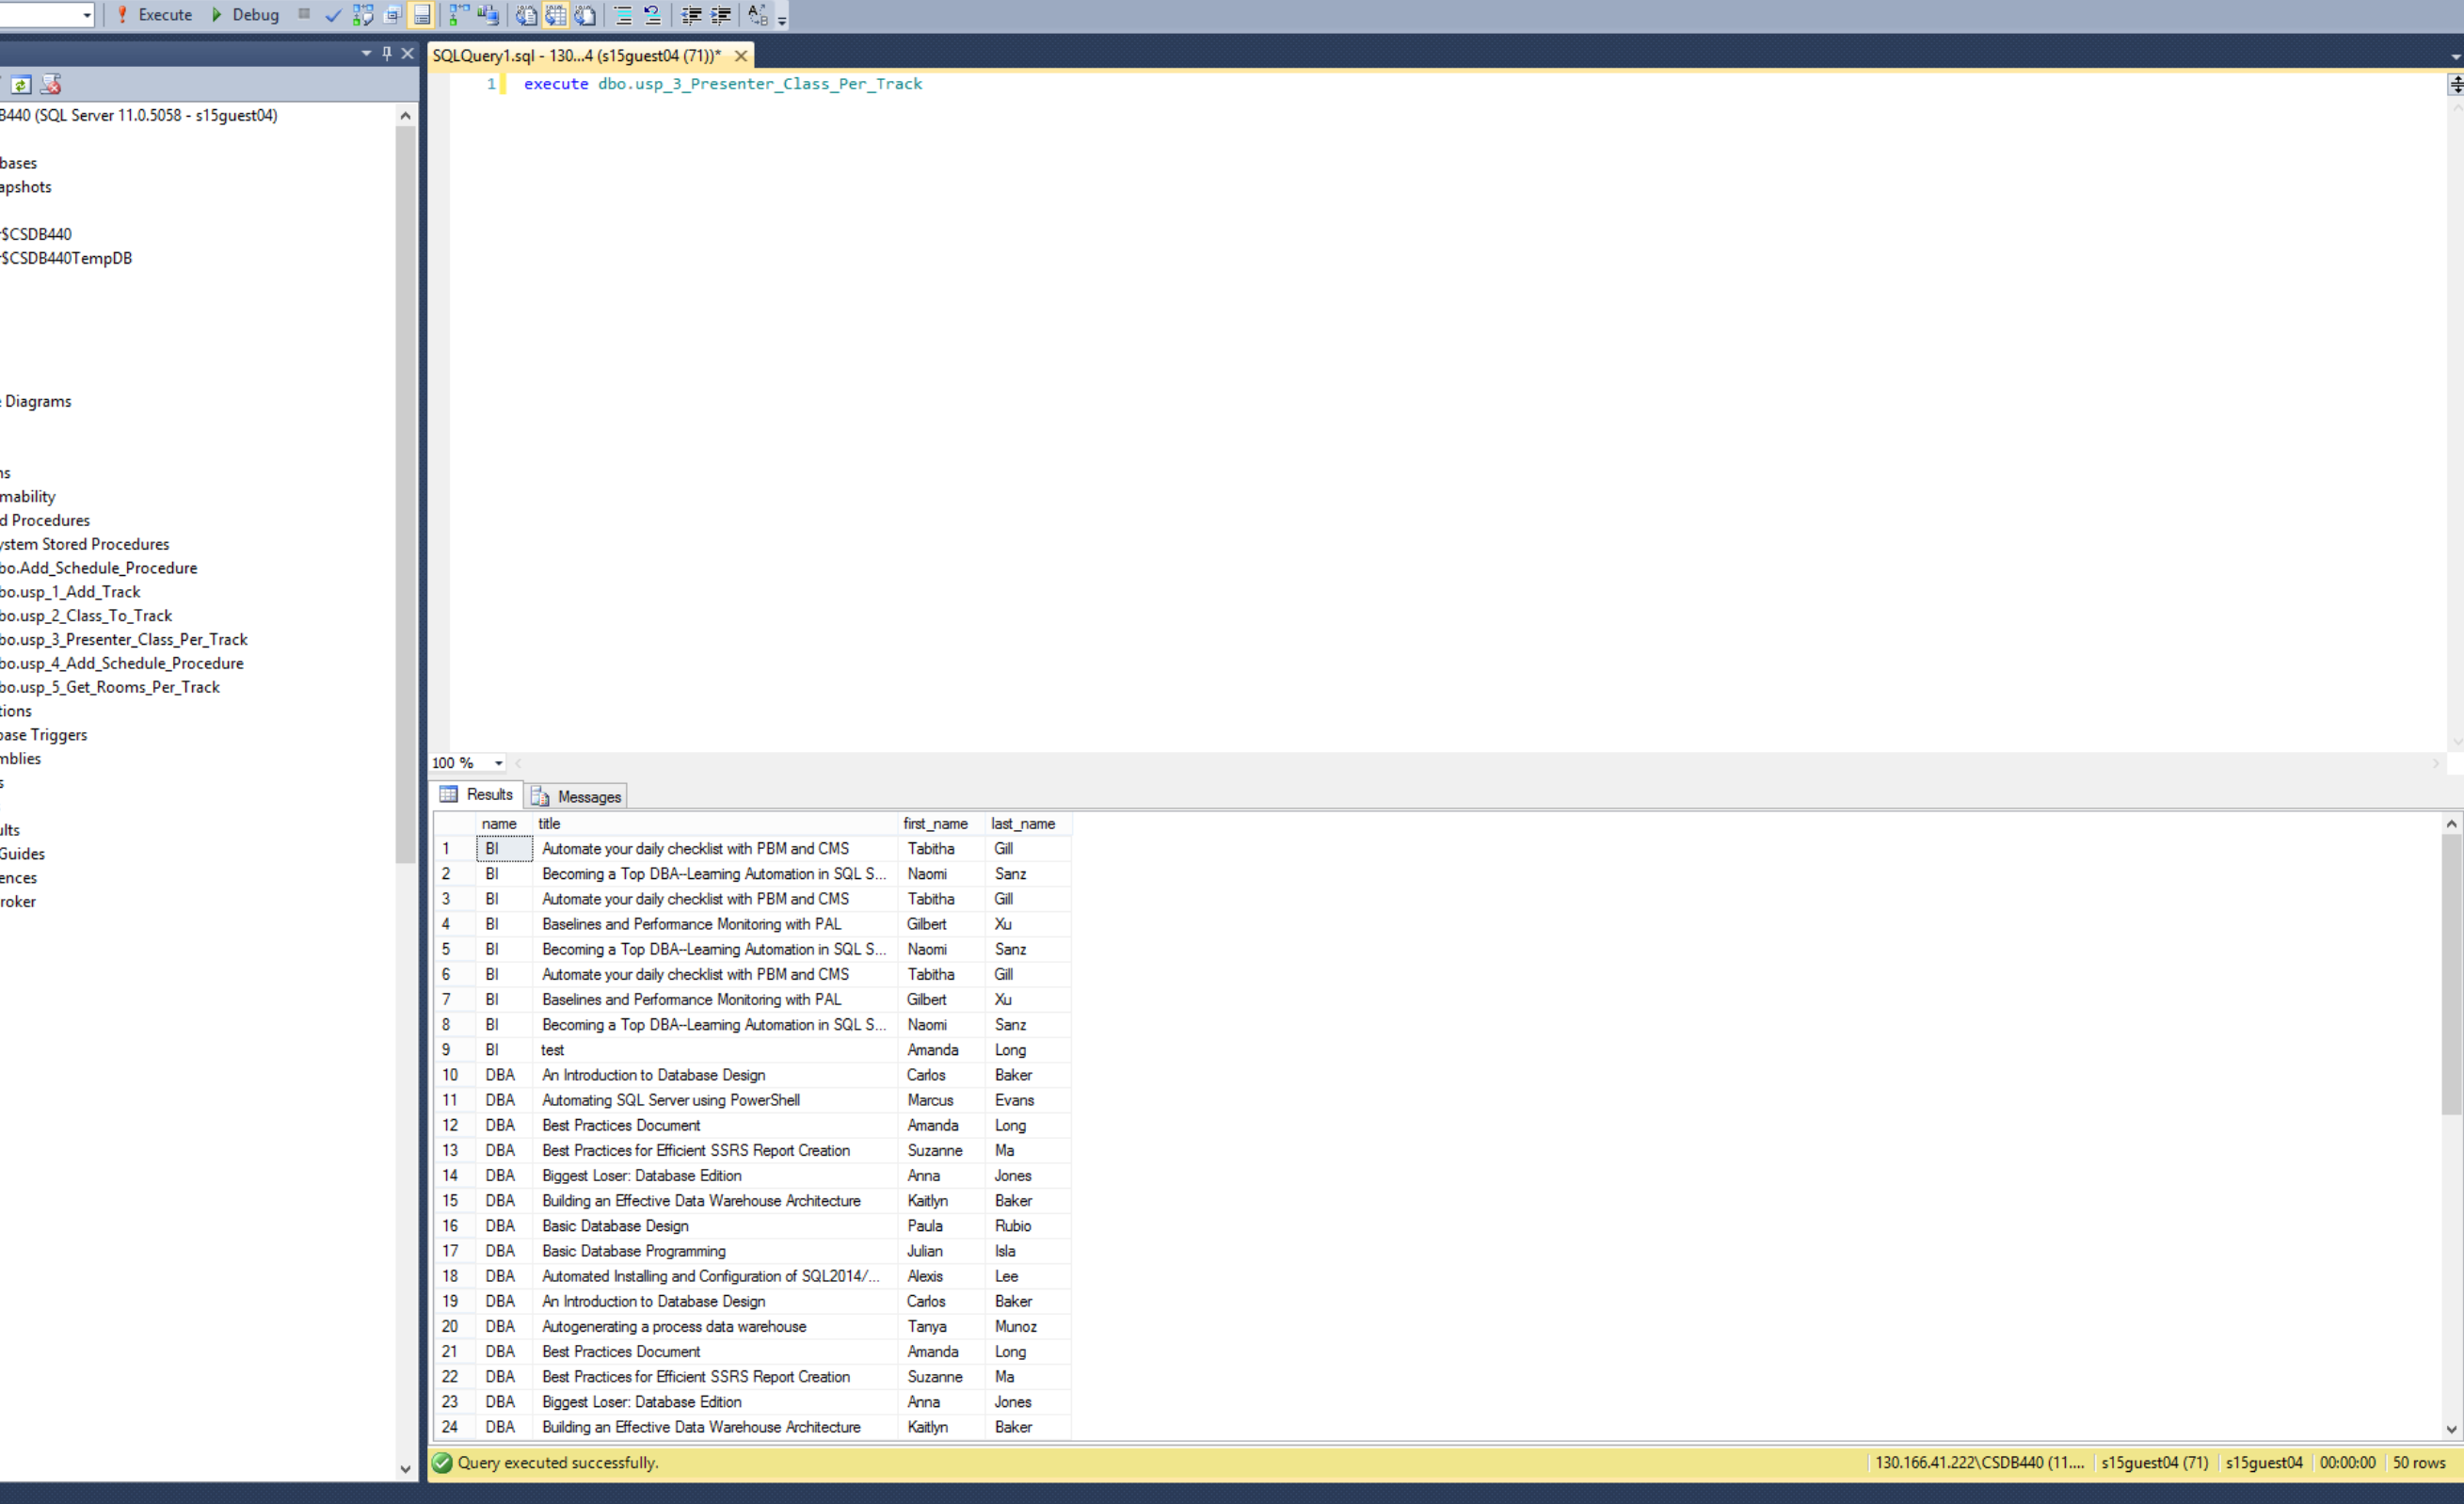 Execute Debug
SQLQuery1.sql - 130...4 (s15guest04 (71))*
1 execute dbo.usp_3_Presenter_Class_Per_Track
B440 (SQL Server 11.0.5058 - s15guest04)
bases
apshots
r$CSDB440
r$CSDB440TempDB
e Diagrams
ns
mability
d Procedures
ystem Stored Procedures
bo.Add_Schedule_Procedure
bo.usp_1_Add_Track
bo.usp_2_Class_To_Track
bo.usp_3_Presenter_Class_Per_Track
bo.usp_4_Add_Schedule_Procedure
bo.usp_5_Get_Rooms_Per_Track
tions
base Triggers
mblies
s
ults
Guides
ences
roker
100 %
Results Messages
name title first_name last_name
1 BI Automate your daily checklist with PBM and CMS Tabitha Gill
2 BI Becoming a Top DBA--Learning Automation in SQL S... Naomi Sanz
3 BI Automate your daily checklist with PBM and CMS Tabitha Gill
4 BI Baselines and Performance Monitoring with PAL Gilbert Xu
5 BI Becoming a Top DBA--Learning Automation in SQL S... Naomi Sanz
6 BI Automate your daily checklist with PBM and CMS Tabitha Gill
7 BI Baselines and Performance Monitoring with PAL Gilbert Xu
8 BI Becoming a Top DBA--Learning Automation in SQL S... Naomi Sanz
9 BI test Amanda Long
10 DBA An Introduction to Database Design Carlos Baker
11 DBA Automating SQL Server using PowerShell Marcus Evans
12 DBA Best Practices Document Amanda Long
13 DBA Best Practices for Efficient SSRS Report Creation Suzanne Ma
14 DBA Biggest Loser: Database Edition Anna Jones
15 DBA Building an Effective Data Warehouse Architecture Kaitlyn Baker
16 DBA Basic Database Design Paula Rubio
17 DBA Basic Database Programming Julian Isla
18 DBA Automated Installing and Configuration of SQL2014/... Alexis Lee
19 DBA An Introduction to Database Design Carlos Baker
20 DBA Autogenerating a process data warehouse Tanya Munoz
21 DBA Best Practices Document Amanda Long
22 DBA Best Practices for Efficient SSRS Report Creation Suzanne Ma
23 DBA Biggest Loser: Database Edition Anna Jones
24 DBA Building an Effective Data Warehouse Architecture Kaitlyn Baker
Query executed successfully. 130.166.41.222\CSDB440 (11.... s15guest04 (71) s15guest04 00:00:00 50 rows